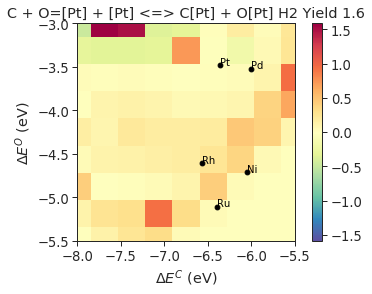 C + O=[Pt] + [Pt] <=> C[Pt] + O[Pt] H2 Yield 1.6
−3.0
−3.5
−4.0
−4.5
−5.0
−5.5
ΔE^O (eV)
Pt
Pd
Rh
Ni
Ru
−8.0
−7.5
−7.0
−6.5
−6.0
−5.5
ΔE^C (eV)
1.5
1.0
0.5
0.0
−0.5
−1.0
−1.5